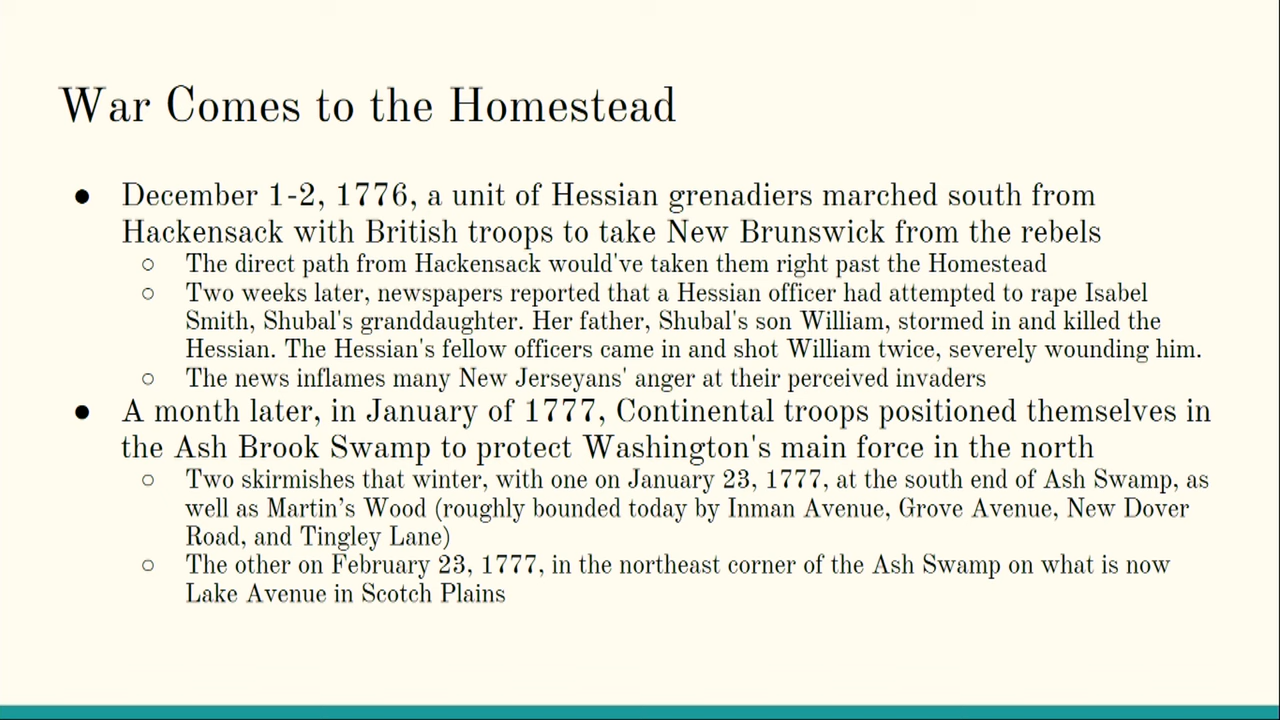 War Comes to the Homestead
● December 1-2, 1776, a unit of Hessian grenadiers marched south from
Hackensack with British troops to take New Brunswick from the rebels
○ The direct path from Hackensack would've taken them right past the Homestead
○ Two weeks later, newspapers reported that a Hessian officer had attempted to rape Isabel
Smith, Shubal's granddaughter. Her father, Shubal's son William, stormed in and killed the
Hessian. The Hessian's fellow officers came in and shot William twice, severely wounding him.
○ The news inflames many New Jerseyans' anger at their perceived invaders
● A month later, in January of 1777, Continental troops positioned themselves in
the Ash Brook Swamp to protect Washington's main force in the north
○ Two skirmishes that winter, with one on January 23, 1777, at the south end of Ash Swamp, as
well as Martin’s Wood (roughly bounded today by Inman Avenue, Grove Avenue, New Dover
Road, and Tingley Lane)
○ The other on February 23, 1777, in the northeast corner of the Ash Swamp on what is now
Lake Avenue in Scotch Plains